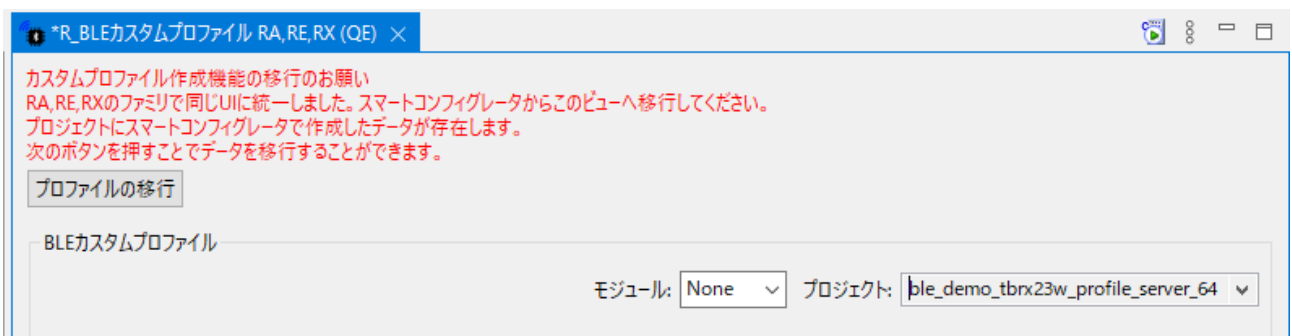 *R_BLEカスタムプロファイル RA,RE,RX (QE)
カスタムプロファイル作成機能の移行のお願い
RA,RE,RXのファミリで同じUIに統一しました。スマートコンフィグレータからこのビューへ移行してください。
プロジェクトにスマートコンフィグレータで作成したデータが存在します。
次のボタンを押すことでデータを移行することができます。
プロファイルの移行
BLEカスタムプロファイル
モジュール: None プロジェクト: ble_demo_tbrx23w_profile_server_64